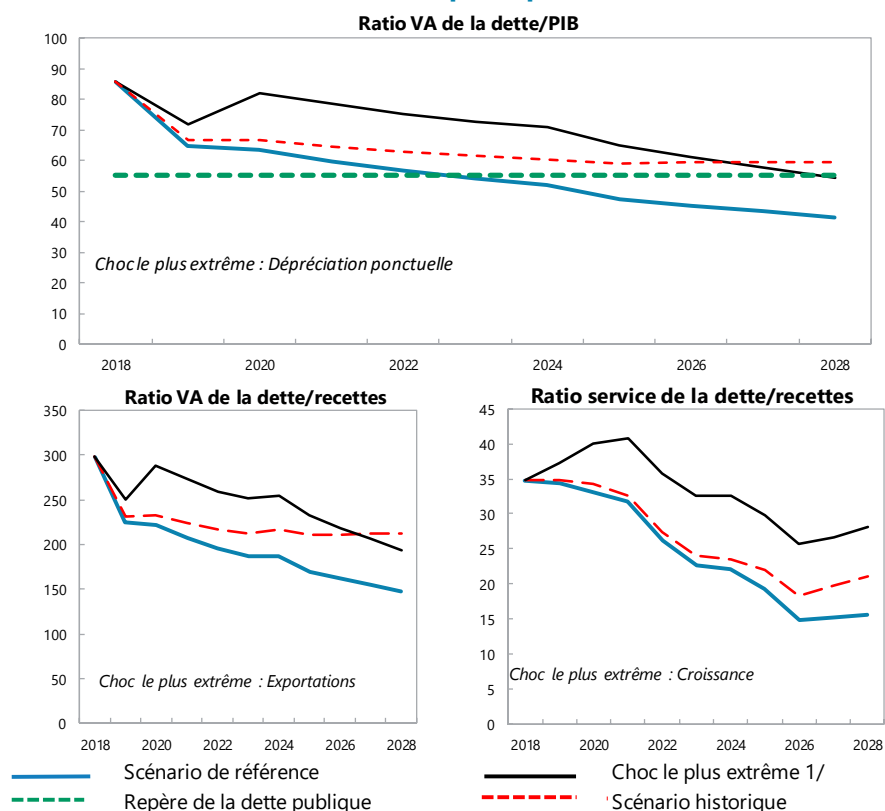 Ratio VA de la dette/PIB
100
90
80
70
60
50
40
30
20
10
0
Choc le plus extrême : Dépréciation ponctuelle
2018 2020 2022 2024 2026 2028
Ratio VA de la dette/recettes
350
300
250
200
150
100
50
0
Choc le plus extrême : Exportations
2018 2020 2022 2024 2026 2028
Ratio service de la dette/recettes
45
40
35
30
25
20
15
10
5
0
Choc le plus extrême : Croissance
2018 2020 2022 2024 2026 2028
Scénario de référence
Choc le plus extrême 1/
Repère de la dette publique
Scénario historique